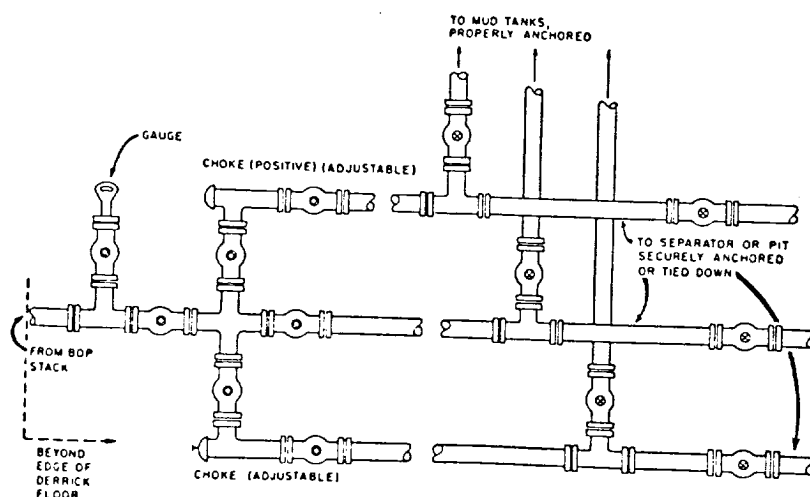 TO MUD TANKS,
PROPERLY ANCHORED
GAUGE
CHOKE (POSITIVE) (ADJUSTABLE)
TO SEPARATOR OR PIT
SECURELY ANCHORED
OR TIED DOWN
FROM BOP
STACK
BEYOND
EDGE OF
DERRICK
FLOOR
CHOKE (ADJUSTABLE)